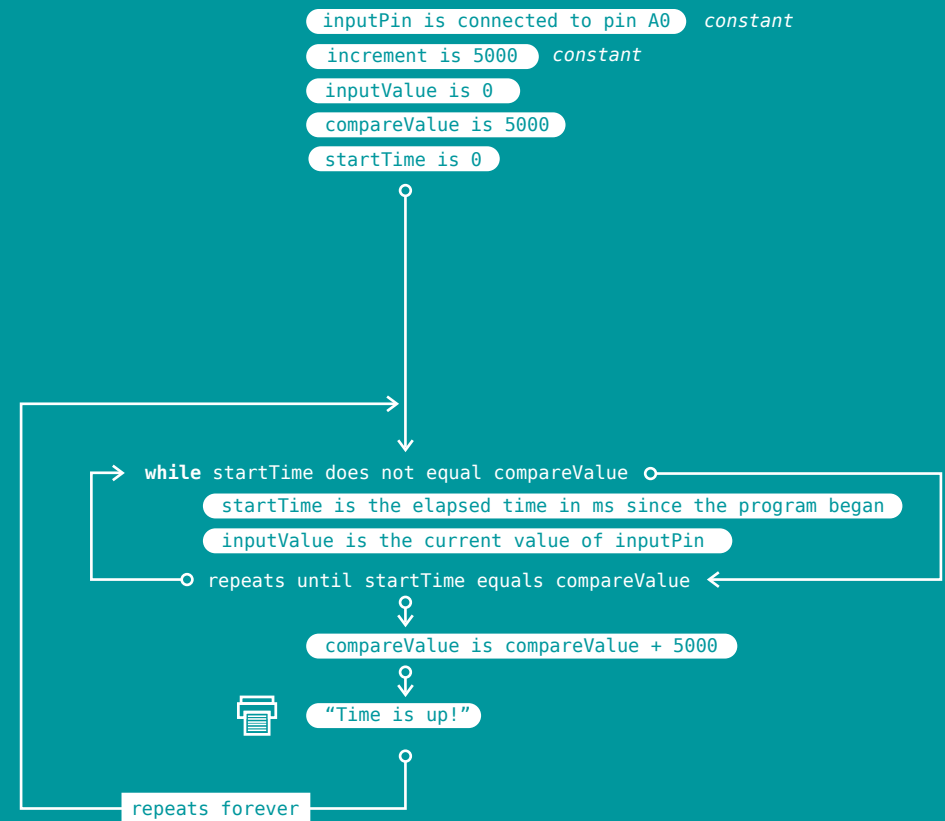 inputPin is connected to pin A0 constant
increment is 5000 constant
inputValue is 0
compareValue is 5000
startTime is 0
while startTime does not equal compareValue
startTime is the elapsed time in ms since the program began
inputValue is the current value of inputPin
repeats until startTime equals compareValue
compareValue is compareValue + 5000
“Time is up!”
repeats forever